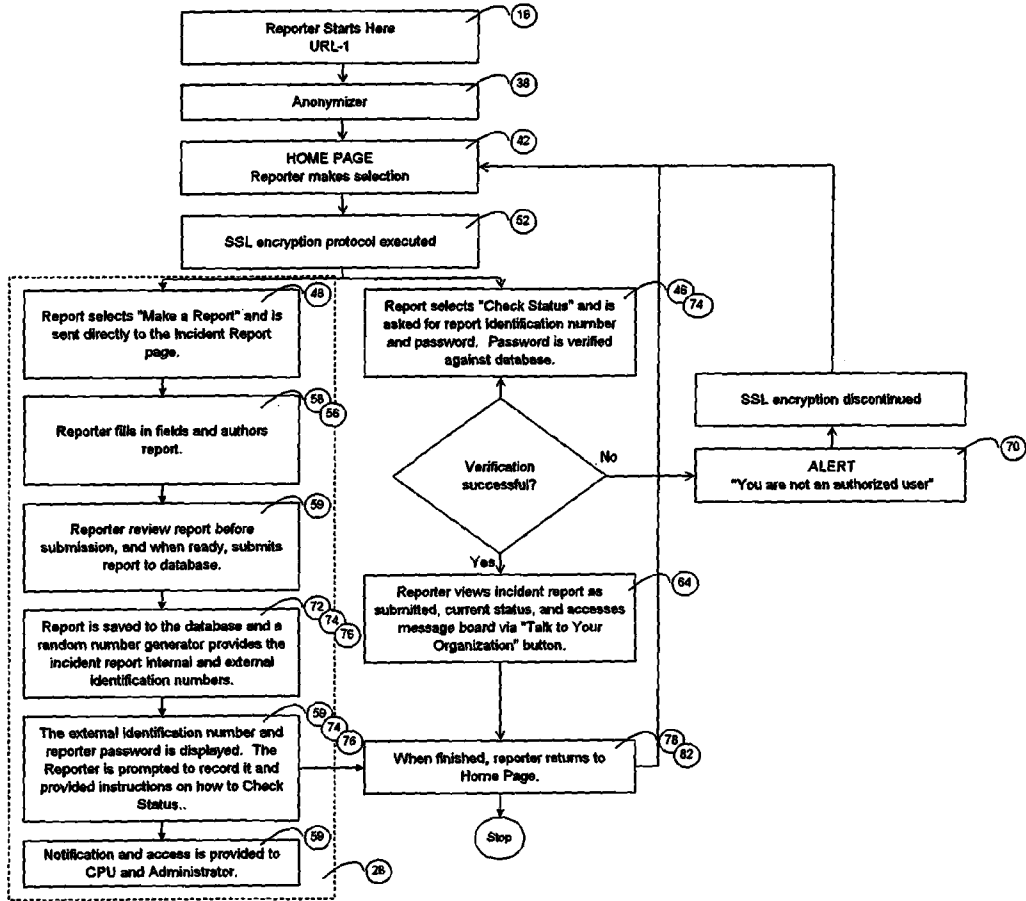 Reporter Starts Here
URL-1
16
Anonymizer
38
HOME PAGE
Reporter makes selection
42
SSL encryption protocol executed
52
Report selects "Make a Report" and is
sent directly to the Incident Report
page.
48
Report selects "Check Status" and is
asked for report identification number
and password. Password is verified
against database.
46
74
Reporter fills in fields and authors
report.
58
56
Verification
successful?
No
Yes
SSL encryption discontinued
ALERT
"You are not an authorized user"
70
Reporter review report before
submission, and when ready, submits
report to database.
59
Reporter views incident report as
submitted, current status, and accesses
message board via "Talk to Your
Organization" button.
64
Report is saved to the database and a
random number generator provides the
incident report internal and external
identification numbers.
72
74
76
The external identification number and
reporter password is displayed. The
Reporter is prompted to record it and
provided instructions on how to Check
Status..
59
74
76
When finished, reporter returns to
Home Page.
78
82
Stop
Notification and access is provided to
CPU and Administrator.
59
28